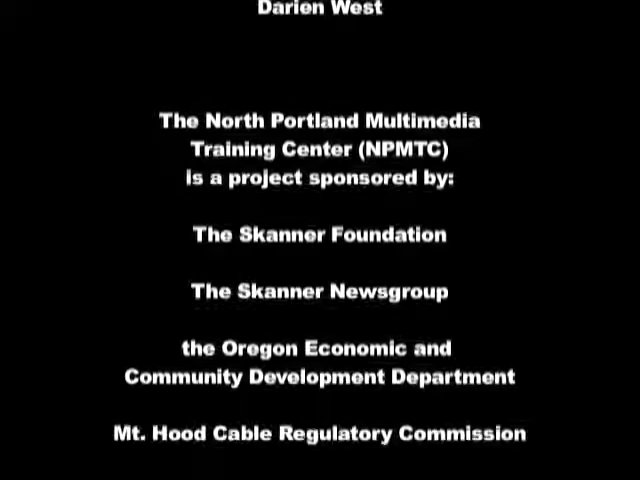 Darien West
The North Portland Multimedia
Training Center (NPMTC)
is a project sponsored by:
The Skanner Foundation
The Skanner Newsgroup
the Oregon Economic and
Community Development Department
Mt. Hood Cable Regulatory Commission